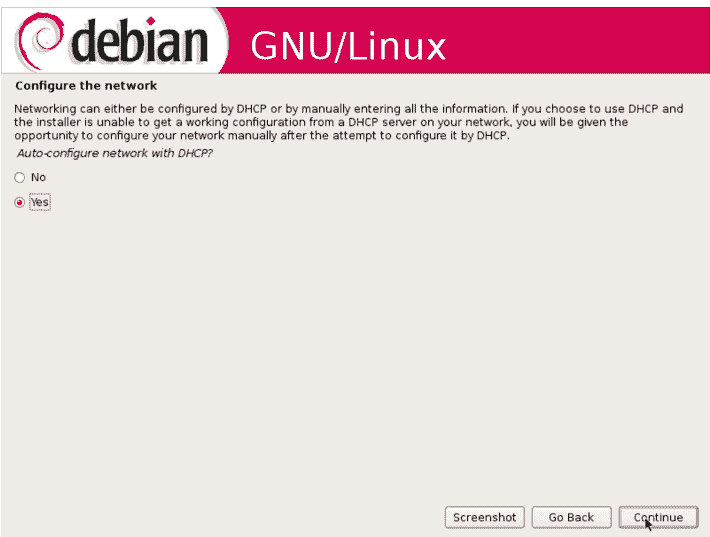 debian GNU/Linux
Configure the network
Networking can either be configured by DHCP or by manually entering all the information. If you choose to use DHCP and
the installer is unable to get a working configuration from a DHCP server on your network, you will be given the
opportunity to configure your network manually after the attempt to configure it by DHCP.
Auto-configure network with DHCP?
No
Yes
Screenshot Go Back Continue